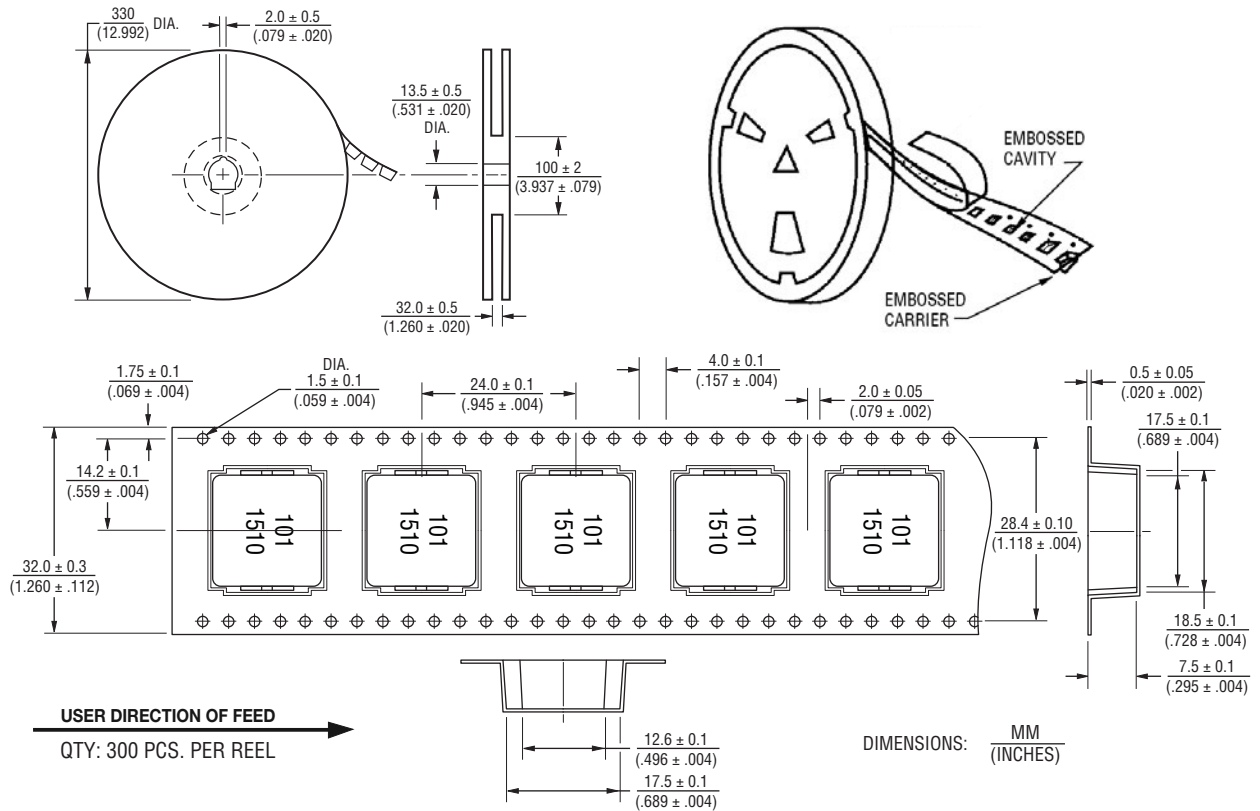 330
(12.992)
DIA.
2.0 ± 0.5
(.079 ± .020)
13.5 ± 0.5
(.531 ± .020)
DIA.
100 ± 2
(3.937 ± .079)
32.0 ± 0.5
(1.260 ± .020)
EMBOSSED
CAVITY
EMBOSSED
CARRIER
1.75 ± 0.1
(.069 ± .004)
DIA.
1.5 ± 0.1
(.059 ± .004)
24.0 ± 0.1
(.945 ± .004)
4.0 ± 0.1
(.157 ± .004)
2.0 ± 0.05
(.079 ± .002)
0.5 ± 0.05
(.020 ± .002)
17.5 ± 0.1
(.689 ± .004)
14.2 ± 0.1
(.559 ± .004)
32.0 ± 0.3
(1.260 ± .112)
101
1510
101
1510
101
1510
101
1510
101
1510
28.4 ± 0.10
(1.118 ± .004)
18.5 ± 0.1
(.728 ± .004)
7.5 ± 0.1
(.295 ± .004)
USER DIRECTION OF FEED
QTY: 300 PCS. PER REEL
12.6 ± 0.1
(.496 ± .004)
17.5 ± 0.1
(.689 ± .004)
DIMENSIONS: MM
(INCHES)